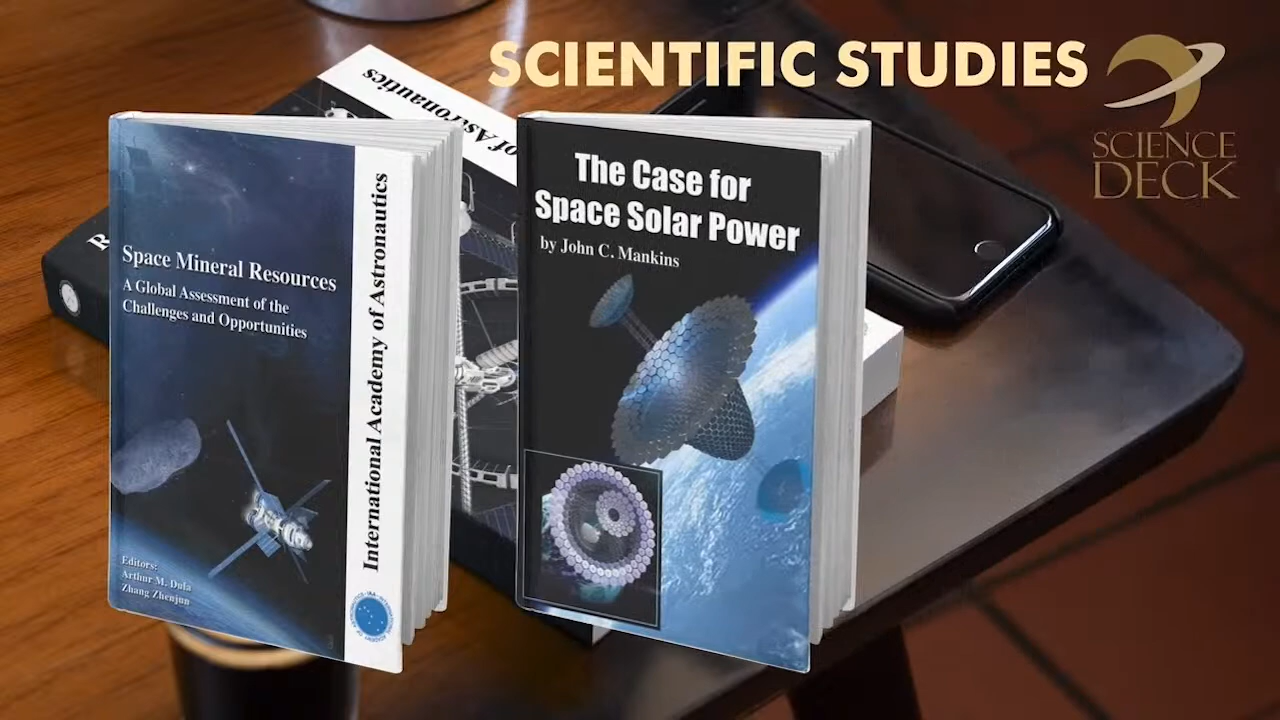 SCIENTIFIC STUDIES
SCIENCE
DECK
of Astronautics
R
Space Mineral Resources
A Global Assessment of the
Challenges and Opportunities
International Academy of Astronautics
Editors:
Arthur M. Dula
Zhang Zhenjun
The Case for
Space Solar Power
by John C. Mankins